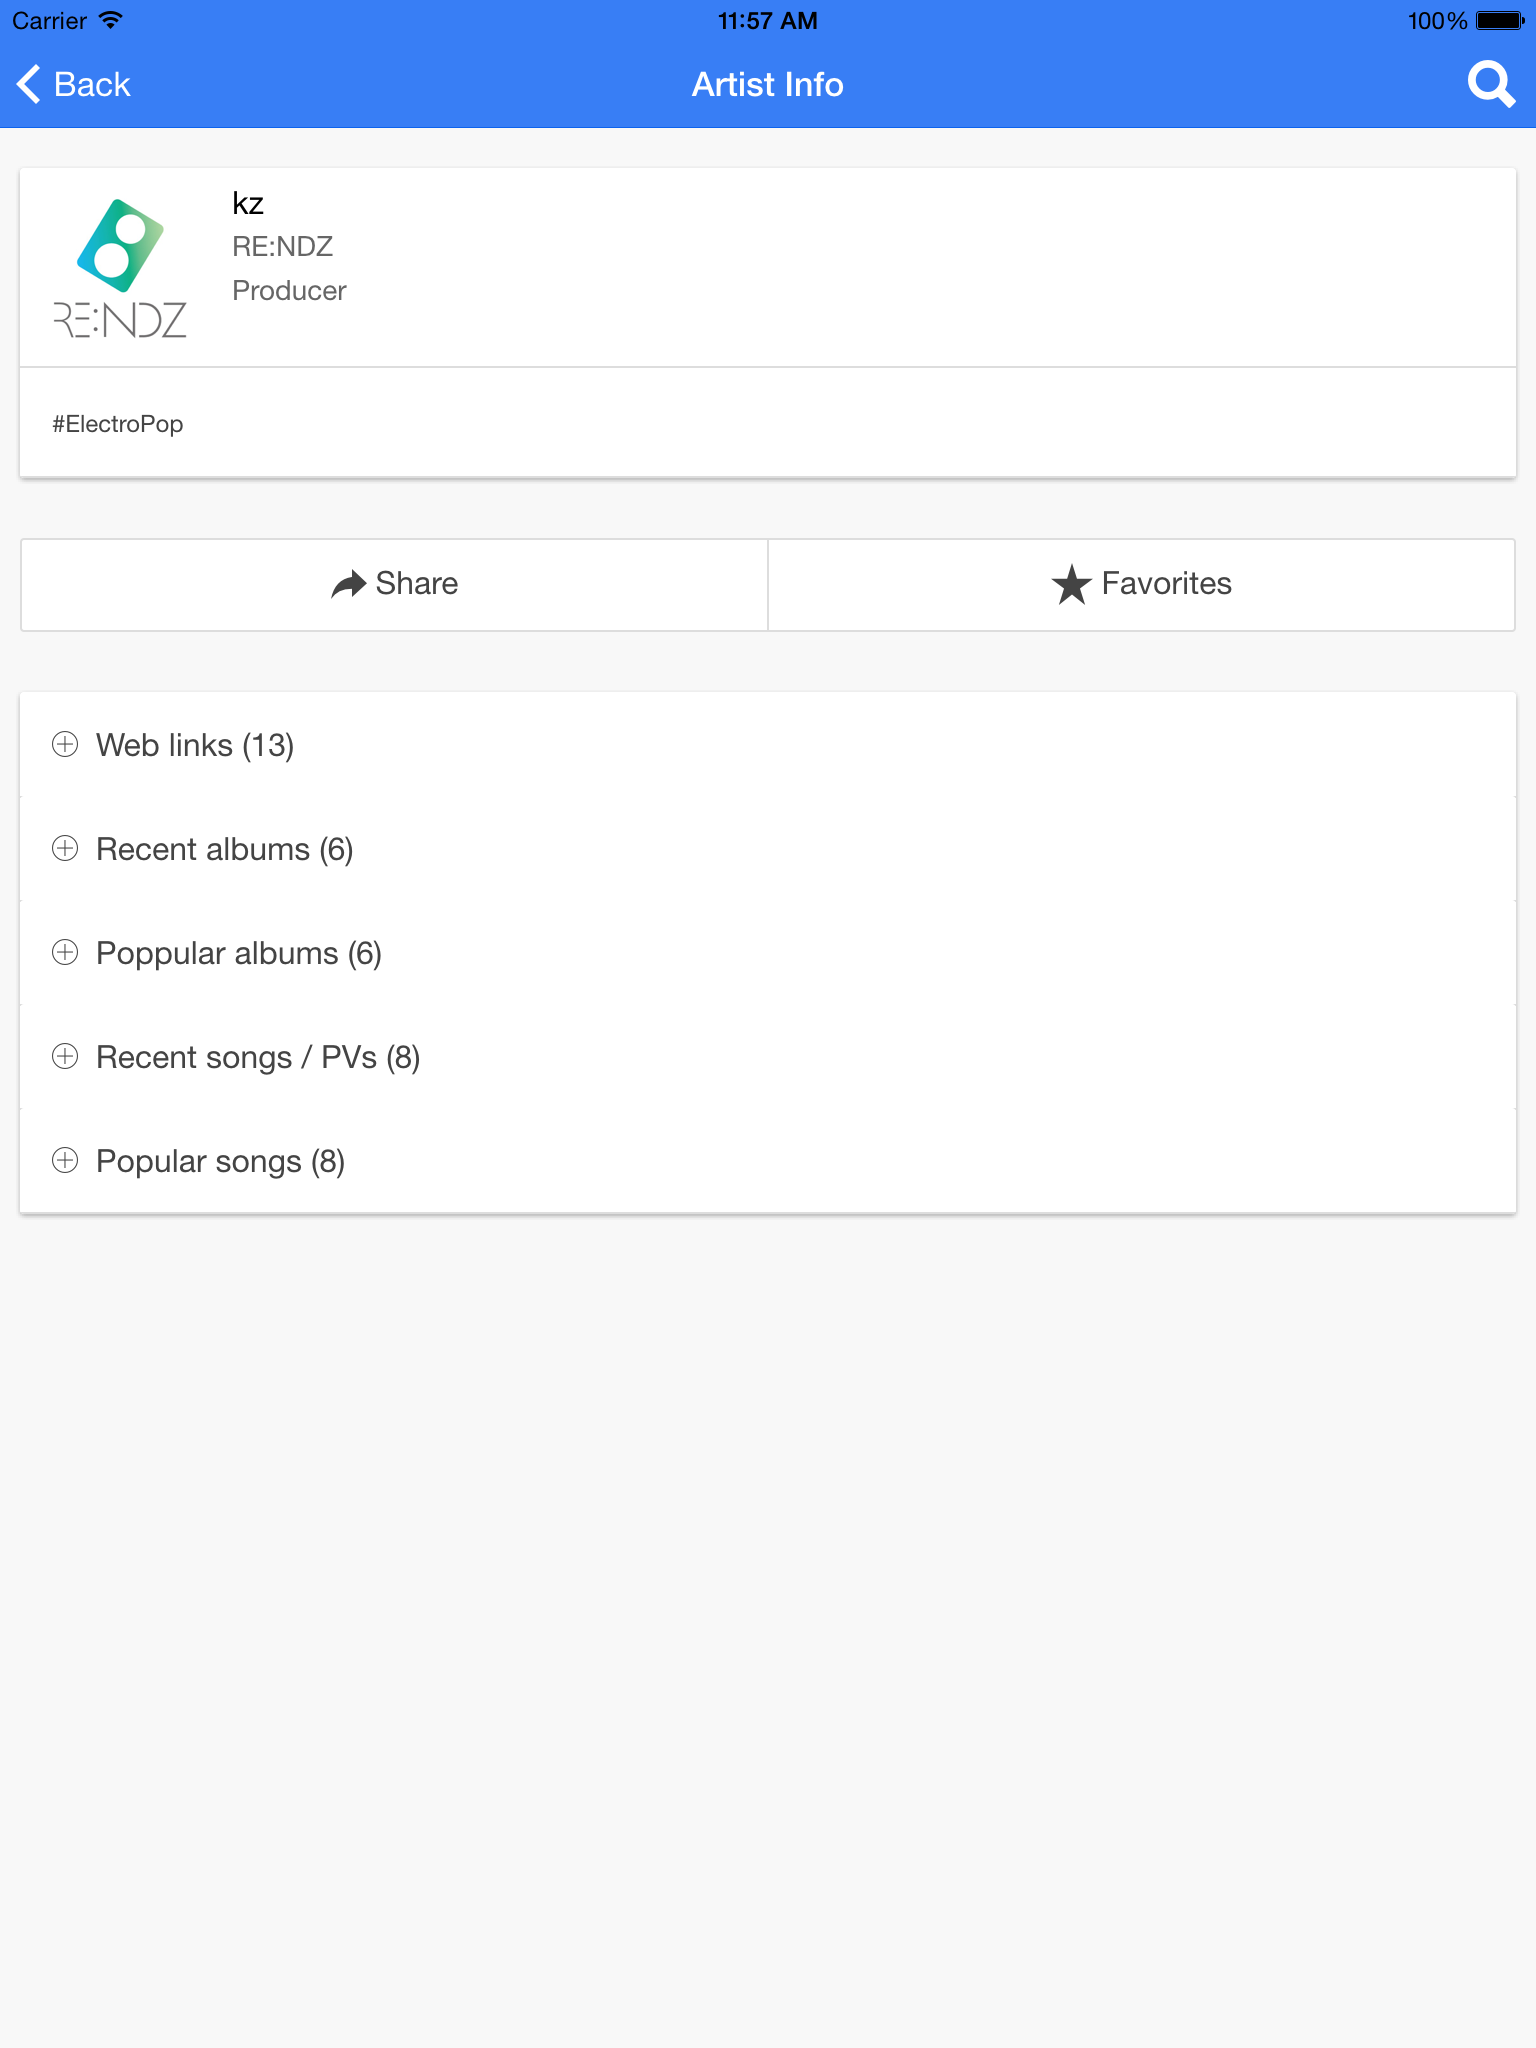 Carrier 11:57 AM 100%
Back Artist Info
kz
RE:NDZ
Producer
RE:NDZ
#ElectroPop
Share Favorites
Web links (13)
Recent albums (6)
Poppular albums (6)
Recent songs / PVs (8)
Popular songs (8)